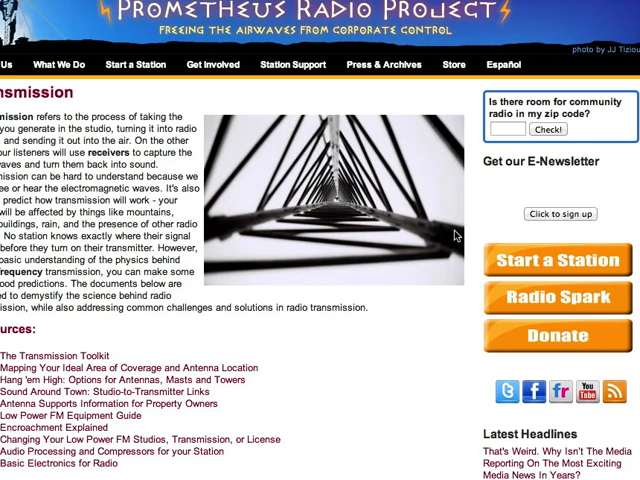 PROMETHEUS RADIO PROJECT
FREEING THE AIRWAVES FROM CORPORATE CONTROL
photo by JJ Tiziou
Us What We Do Start a Station Get Involved Station Support Press & Archives Store Español
nsmission
mission refers to the process of taking the
you generate in the studio, turning it into radio
and sending it out into the air. On the other
our listeners will use receivers to capture the
waves and turn them back into sound.
mission can be hard to understand because we
ee or hear the electromagnetic waves. It's also
predict how transmission will work - your
will be affected by things like mountains,
buildings, rain, and the presence of other radio
No station knows exactly where their signal
before they turn on their transmitter. However,
basic understanding of the physics behind
frequency transmission, you can make some
ood predictions. The documents below are
ed to demystify the science behind radio
ission, while also addressing common challenges and solutions in radio transmission.
urces:
The Transmission Toolkit
Mapping Your Ideal Area of Coverage and Antenna Location
Hang 'em High: Options for Antennas, Masts and Towers
Sound Around Town: Studio-to-Transmitter Links
Antenna Supports Information for Property Owners
Low Power FM Equipment Guide
Encroachment Explained
Changing Your Low Power FM Studios, Transmission, or License
Audio Processing and Compressors for your Station
Basic Electronics for Radio
Is there room for community
radio in my zip code?
Check!
Get our E-Newsletter
Click to sign up
Start a Station
Radio Spark
Donate
t f fr You Tube
Latest Headlines
That's Weird. Why Isn't The Media
Reporting On The Most Exciting
Media News In Years?